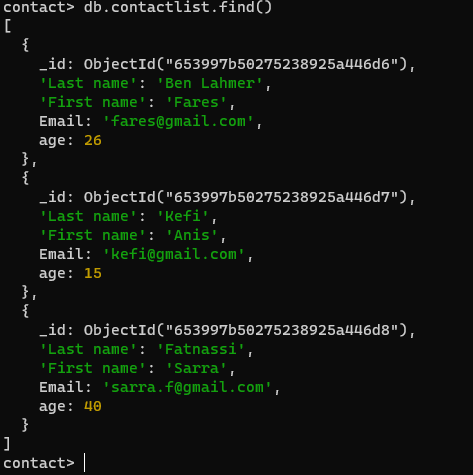 contact> db.contactlist.find()
[
  {
    _id: ObjectId("653997b50275238925a446d6"),
    'Last name': 'Ben Lahmer',
    'First name': 'Fares',
    Email: 'fares@gmail.com',
    age: 26
  },
  {
    _id: ObjectId("653997b50275238925a446d7"),
    'Last name': 'Kefi',
    'First name': 'Anis',
    Email: 'kefi@gmail.com',
    age: 15
  },
  {
    _id: ObjectId("653997b50275238925a446d8"),
    'Last name': 'Fatnassi',
    'First name': 'Sarra',
    Email: 'sarra.f@gmail.com',
    age: 40
  }
]
contact>